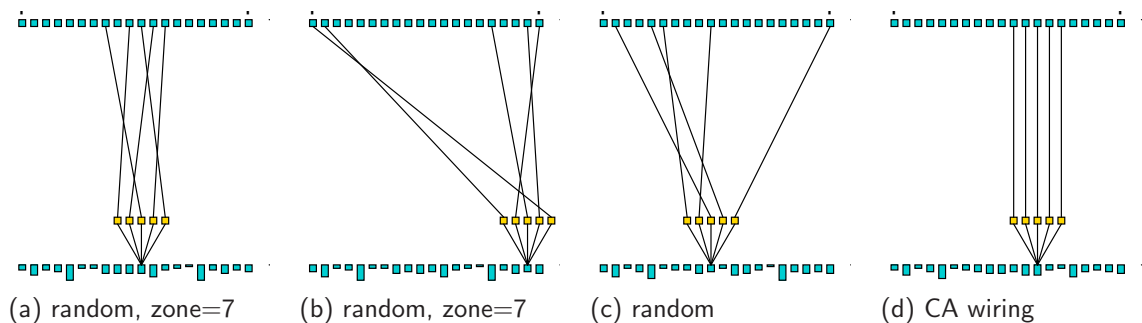 (a) random, zone=7
(b) random, zone=7
(c) random
(d) CA wiring